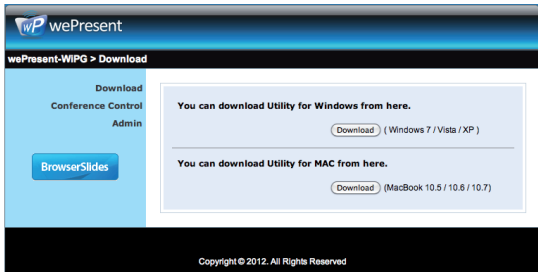 wP wePresent
wePresent-WiPG > Download
Download
Conference Control
Admin
BrowserSlides
You can download Utility for Windows from here.
Download ( Windows 7 / Vista / XP )
You can download Utility for MAC from here.
Download (MacBook 10.5 / 10.6 / 10.7)
Copyright © 2012. All Rights Reserved